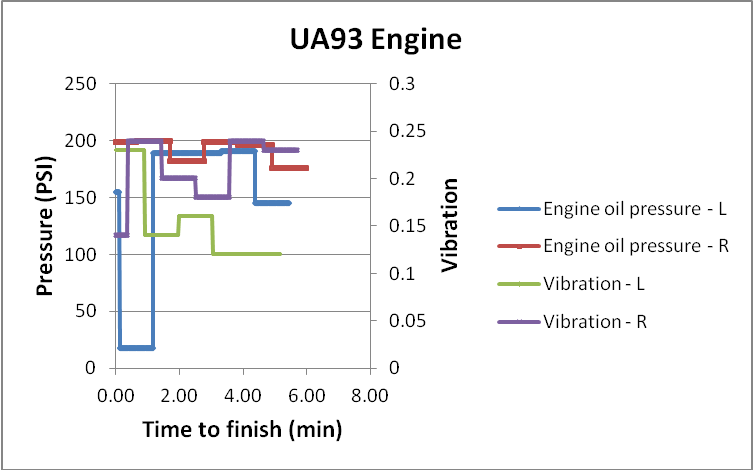 UA93 Engine
250
200
150
100
50
0
Pressure (PSI)
0.3
0.25
0.2
0.15
0.1
0.05
0
Vibration
0.00 2.00 4.00 6.00 8.00
Time to finish (min)
Engine oil pressure - L
Engine oil pressure - R
Vibration - L
Vibration - R